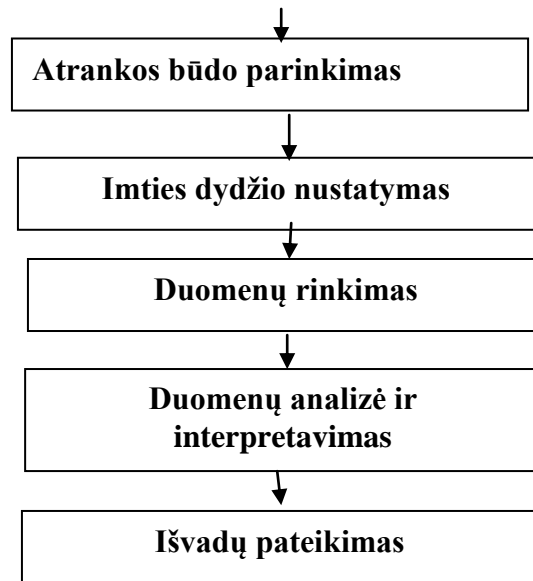 Atrankos būdo parinkimas
Imties dydžio nustatymas
Duomenų rinkimas
Duomenų analizė ir
interpretavimas
Išvadų pateikimas